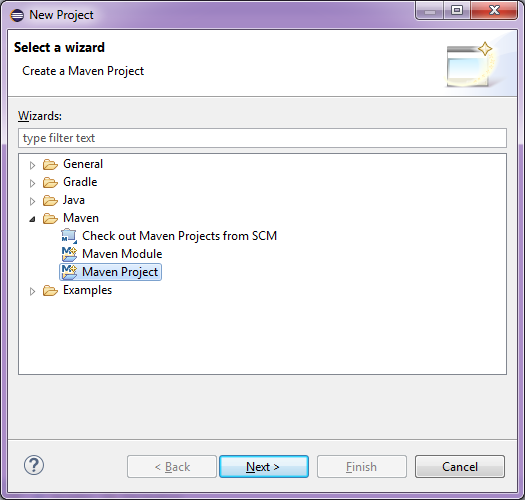 New Project
Select a wizard
Create a Maven Project
Wizards:
type filter text
General
Gradle
Java
Maven
Check out Maven Projects from SCM
Maven Module
Maven Project
Examples
?
< Back
Next >
Finish
Cancel